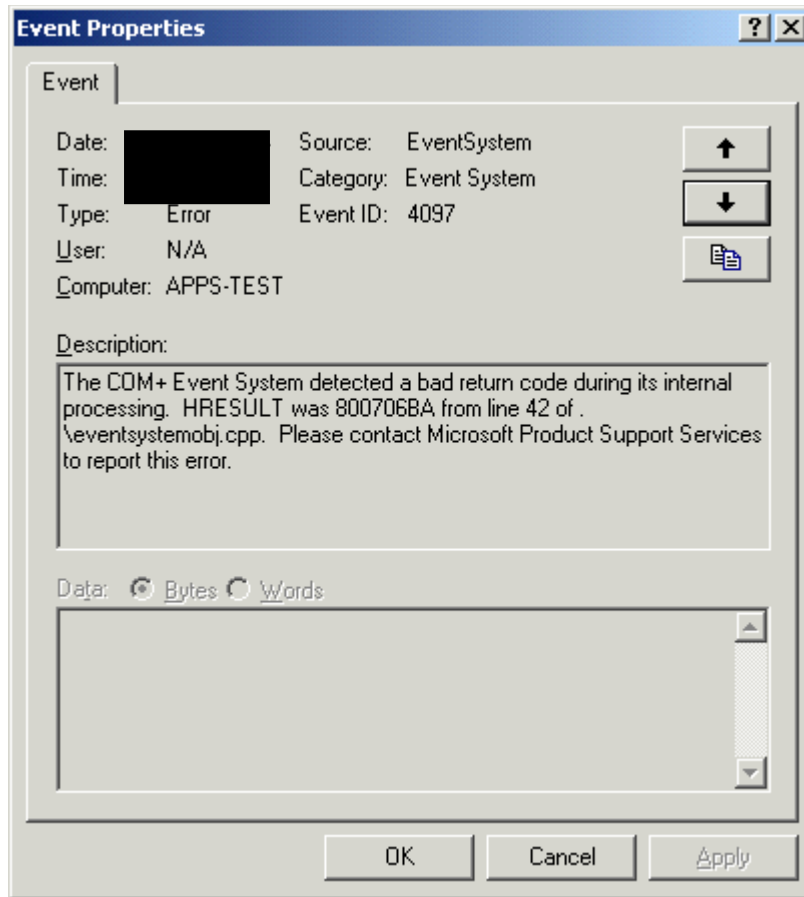 Event Properties
Event
Date: Source: EventSystem
Time: Category: Event System
Type: Error Event ID: 4097
User: N/A
Computer: APPS-TEST
Description:
The COM+ Event System detected a bad return code during its internal
processing. HRESULT was 800706BA from line 42 of .
\eventsystemobj.cpp. Please contact Microsoft Product Support Services
to report this error.
Data: Bytes Words
OK Cancel Apply